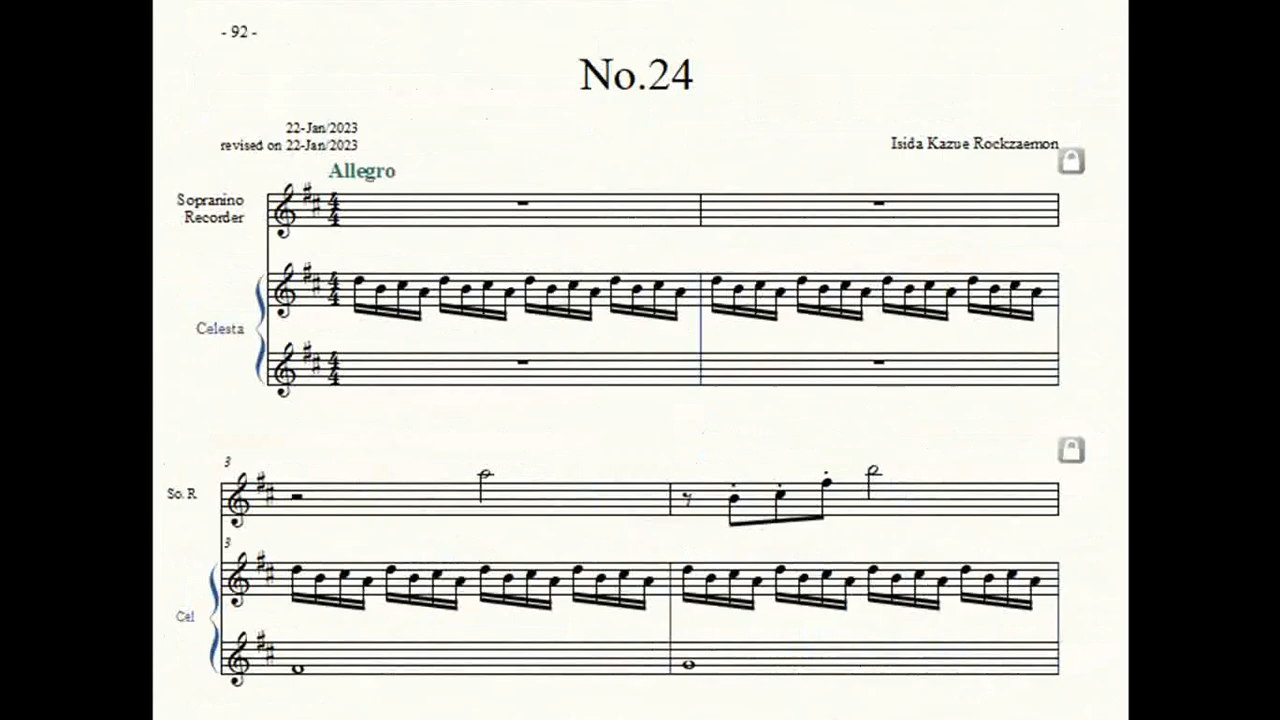 - 92 -
No.24
22-Jan/2023
revised on 22-Jan/2023
Isida Kazue Rockzaemon
Allegro
Sopranino
Recorder
Celesta
3
So. R
3
Cel